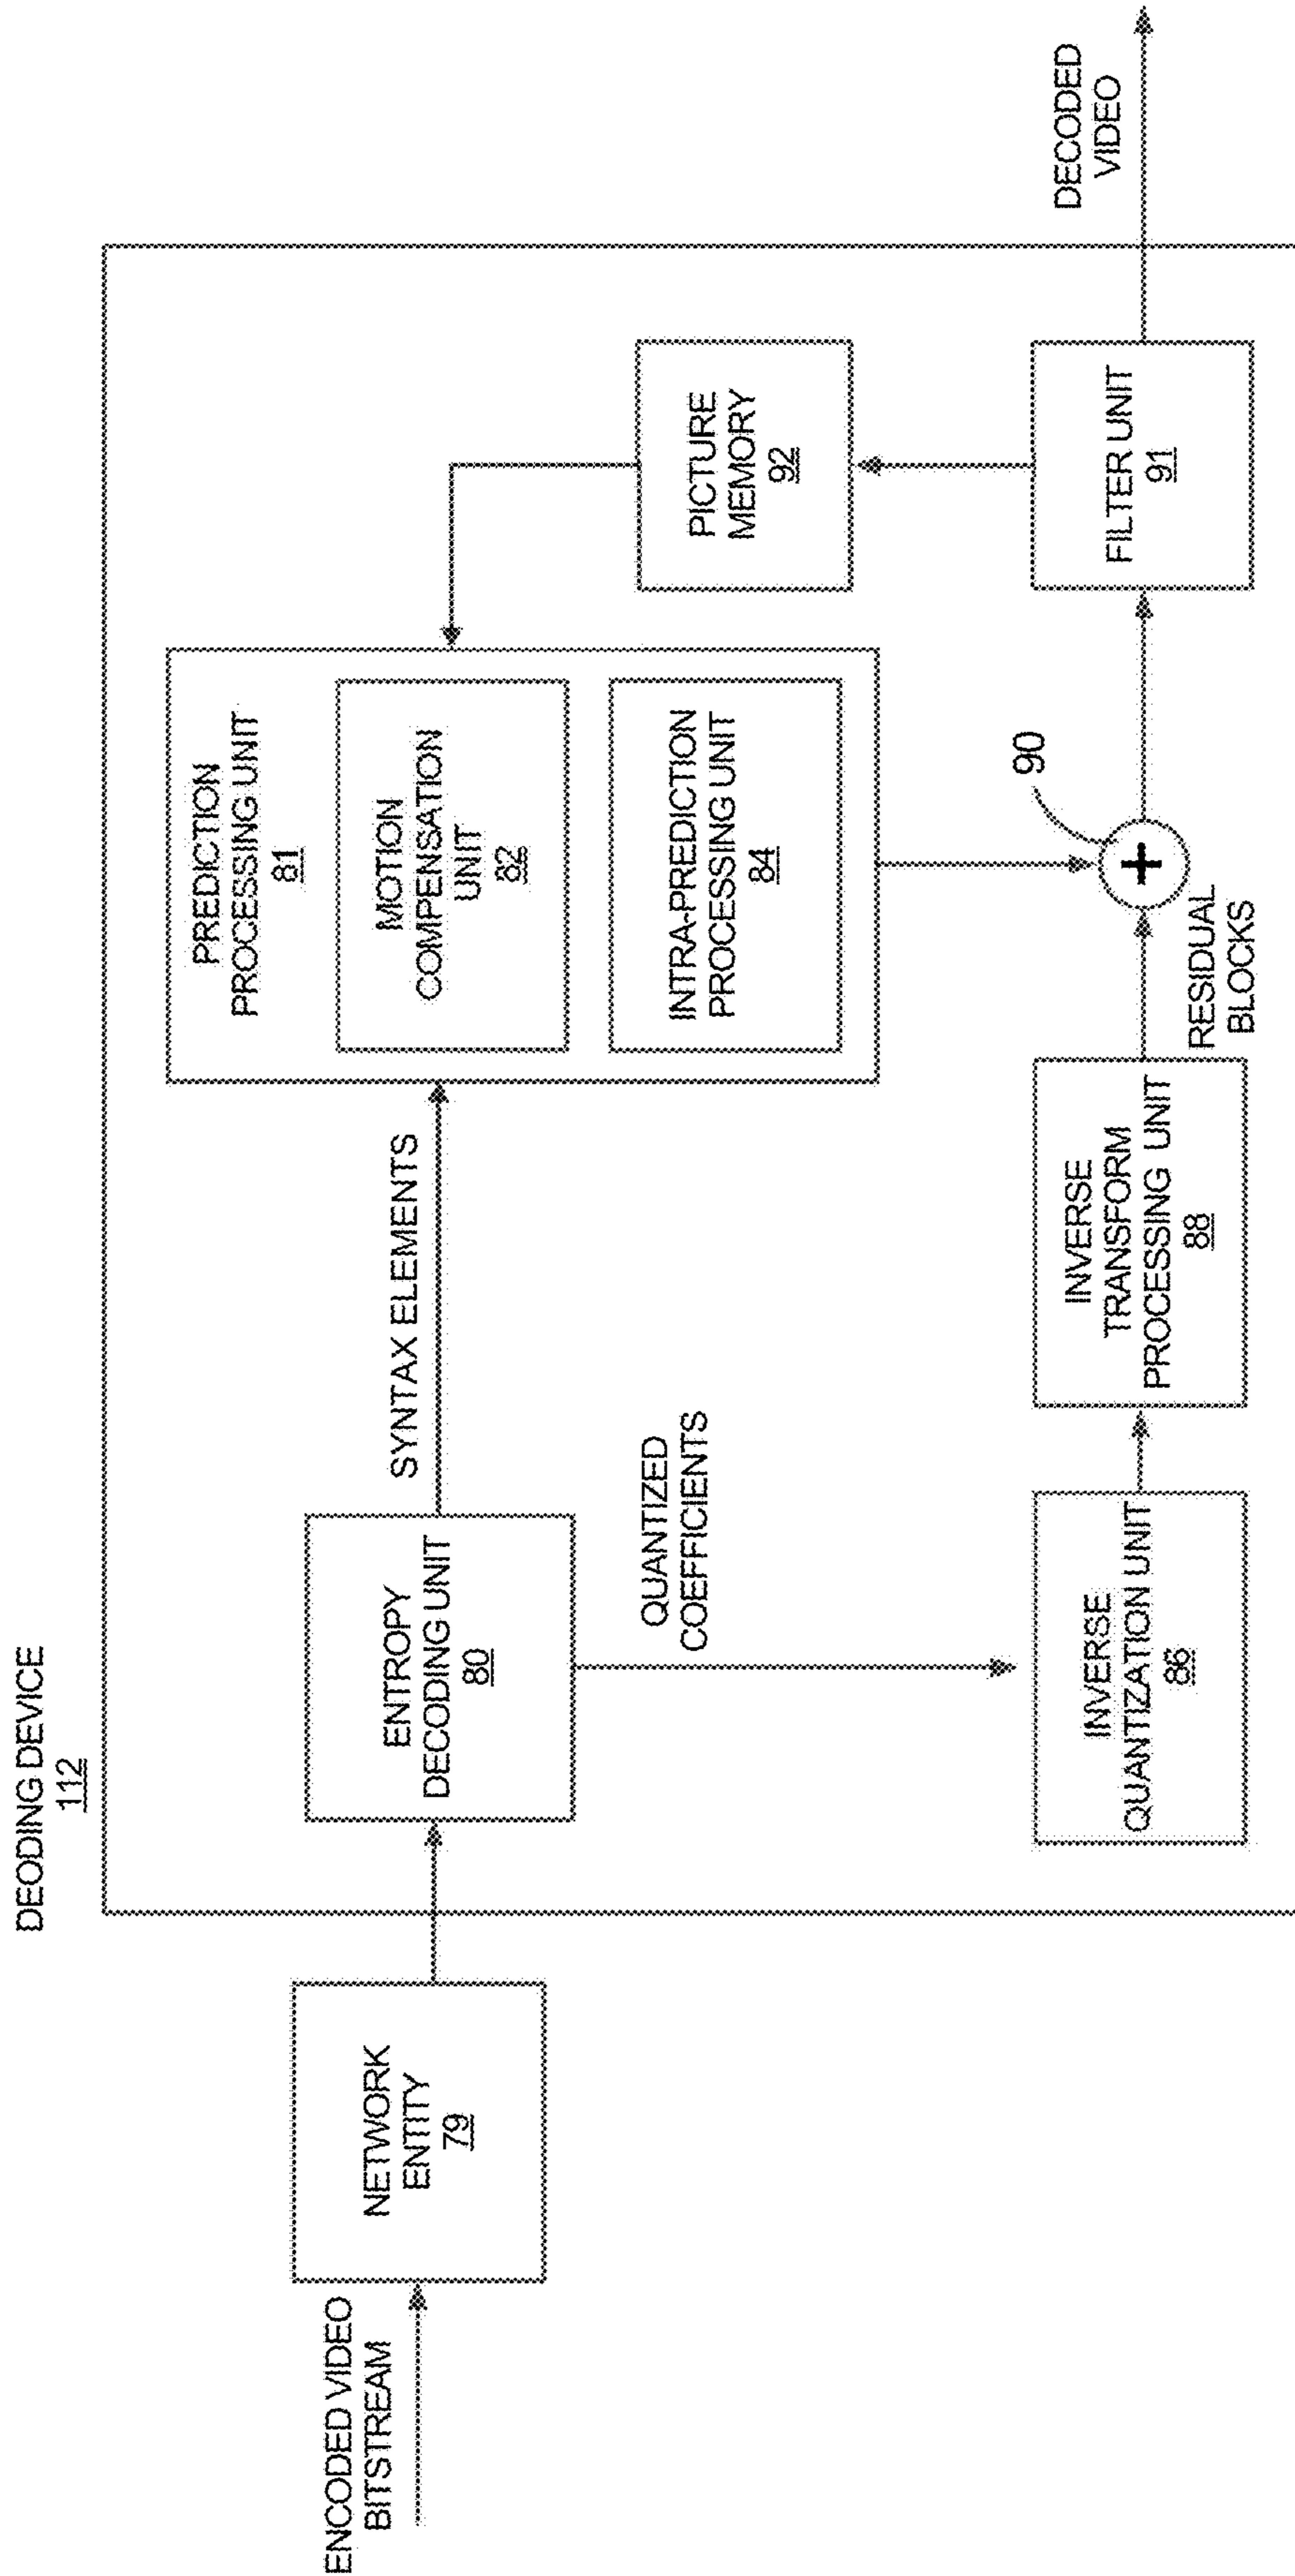 DEODING DEVICE
112
ENCODED VIDEO
BITSTREAM
NETWORK
ENTITY
79
ENTROPY
DECODING UNIT
80
SYNTAX ELEMENTS
QUANTIZED
COEFFICIENTS
PREDICTION
PROCESSING UNIT
81
MOTION
COMPENSATION
UNIT
82
INTRA-PREDICTION
PROCESSING UNIT
84
PICTURE
MEMORY
92
INVERSE
QUANTIZATION UNIT
86
INVERSE
TRANSFORM
PROCESSING UNIT
88
RESIDUAL
BLOCKS
90
+
FILTER UNIT
91
DECODED
VIDEO